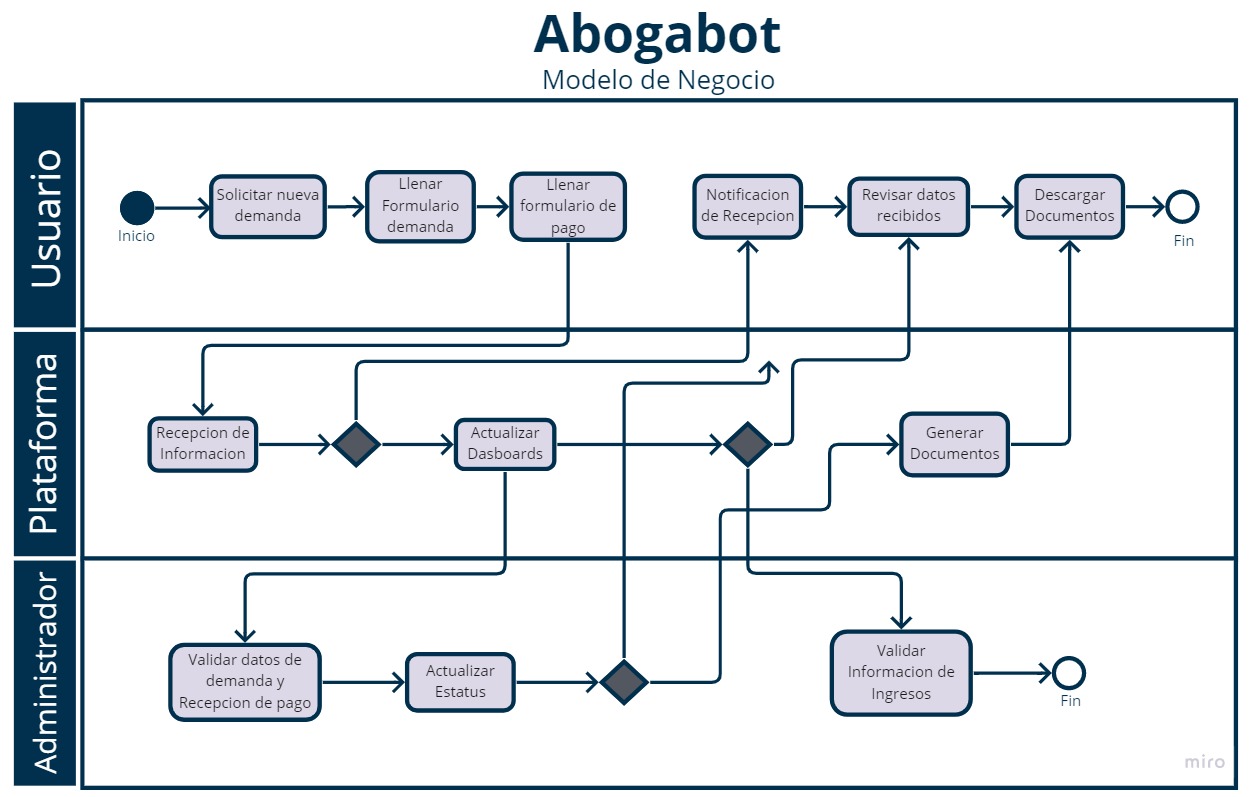 Abogabot
Modelo de Negocio
Usuario
Inicio
Solicitar nueva
demanda
Llenar
Formulario
demanda
Llenar
formulario de
pago
Notificacion
de Recepcion
Revisar datos
recibidos
Descargar
Documentos
Fin
Plataforma
Recepcion de
Informacion
Actualizar
Dasboards
Generar
Documentos
Administrador
Validar datos de
demanda y
Recepcion de pago
Actualizar
Estatus
Validar
Informacion de
Ingresos
Fin
miro